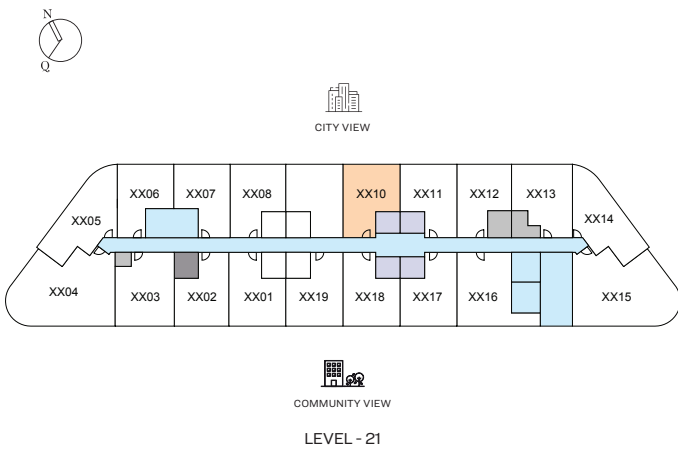 N
Q
CITY VIEW
XX06 XX07 XX08 XX10 XX11 XX12 XX13
XX05 XX14
XX04 XX03 XX02 XX01 XX19 XX18 XX17 XX16 XX15
COMMUNITY VIEW
LEVEL - 21